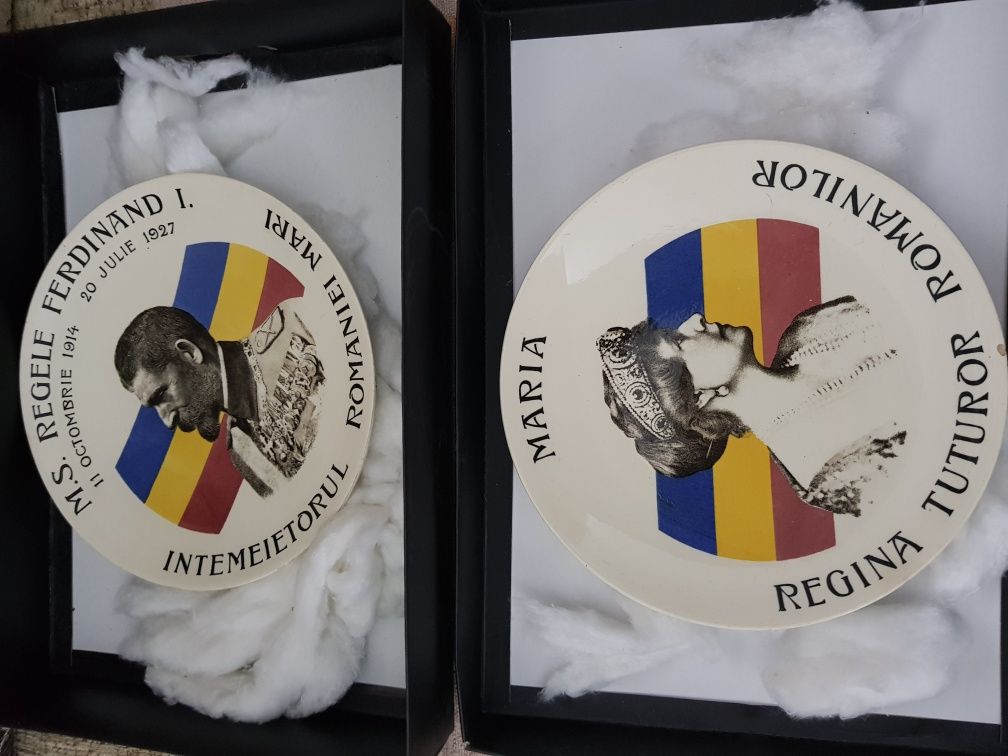 M.S. REGELE FERDINAND I.
11 OCTOMBRIE 1914 20 JULIE 1927
INTEMEIETORUL ROMANIEI MARI
MARIA
REGINA TUTUROR ROMANILOR